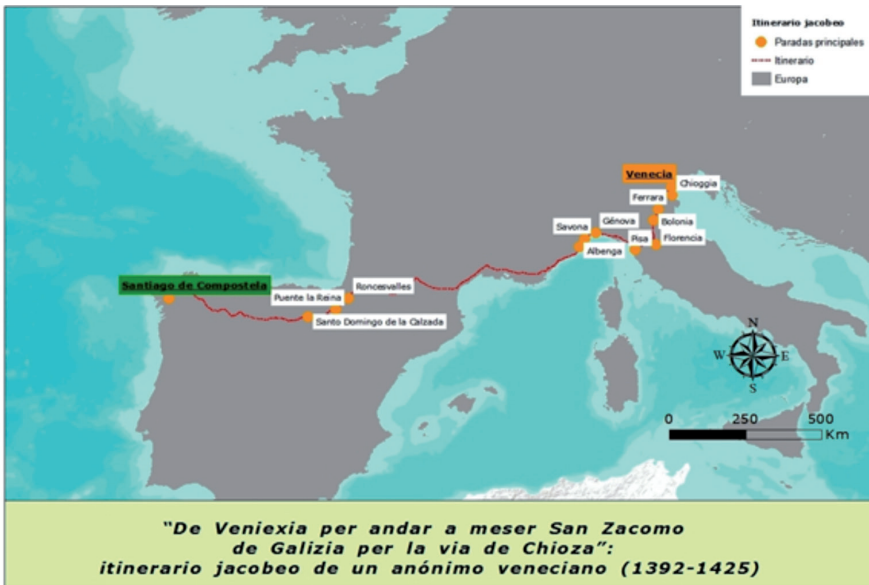 Itinerario jacobeo
Paradas principales
Itinerario
Europa
Venecia
Chioggia
Ferrara
Bolonia
Savona
Génova
Pisa
Florencia
Albenga
Santiago de Compostela
Roncesvalles
Puente la Reina
Santo Domingo de la Calzada
N
W
E
S
0 250 500
Km
"De Veniexia per andar a meser San Zacomo
de Galizia per la via de Chioza":
itinerario jacobeo de un anónimo veneciano (1392-1425)